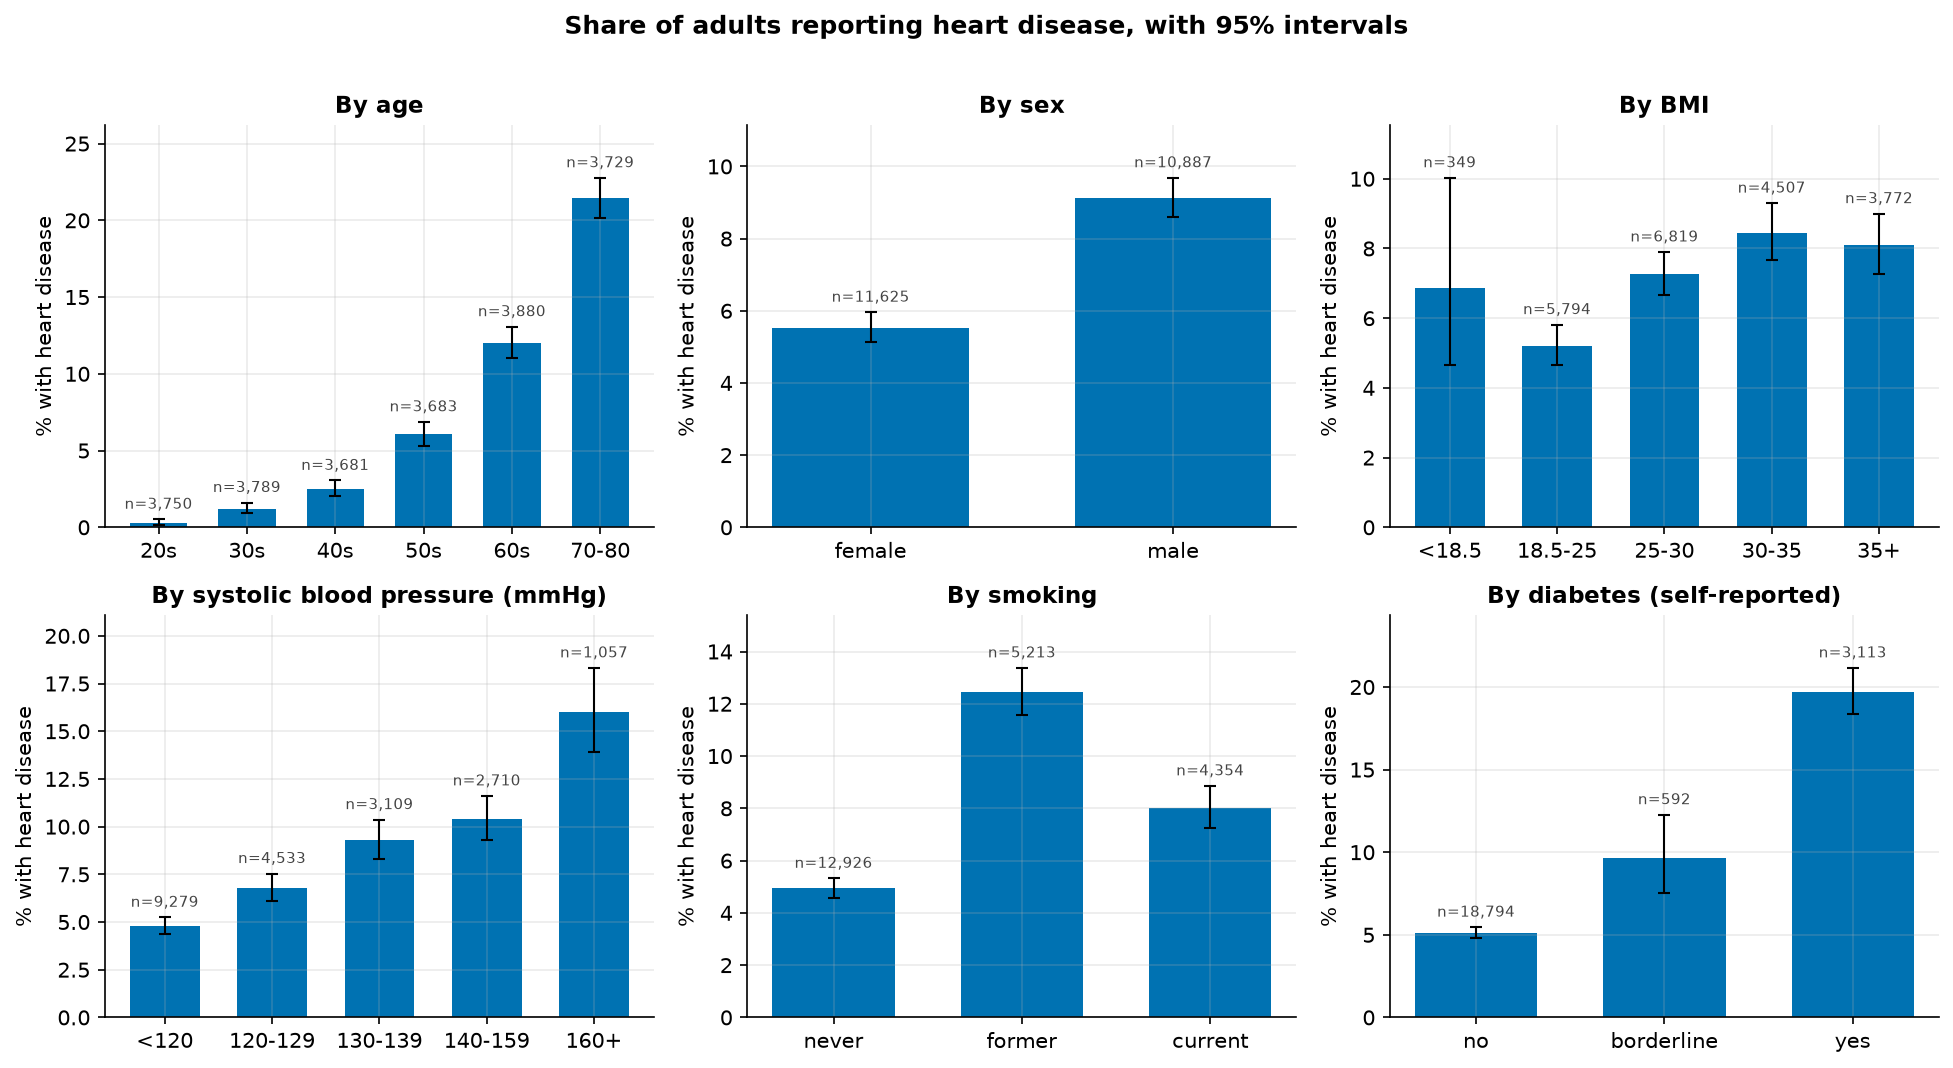 Share of adults reporting heart disease, with 95% intervals
By age
% with heart disease
25
20
15
10
5
0
n=3,750
n=3,789
n=3,681
n=3,683
n=3,880
n=3,729
20s 30s 40s 50s 60s 70-80
By sex
% with heart disease
10
8
6
4
2
0
n=11,625
n=10,887
female male
By BMI
% with heart disease
10
8
6
4
2
0
n=349
n=5,794
n=6,819
n=4,507
n=3,772
<18.5 18.5-25 25-30 30-35 35+
By systolic blood pressure (mmHg)
% with heart disease
20.0
17.5
15.0
12.5
10.0
7.5
5.0
2.5
0.0
n=9,279
n=4,533
n=3,109
n=2,710
n=1,057
<120 120-129 130-139 140-159 160+
By smoking
% with heart disease
14
12
10
8
6
4
2
0
n=12,926
n=5,213
n=4,354
never former current
By diabetes (self-reported)
% with heart disease
20
15
10
5
0
n=18,794
n=592
n=3,113
no borderline yes